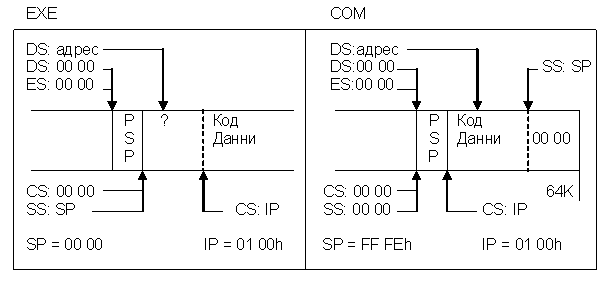 EXE
DS: адрес
DS: 00 00
ES: 00 00
P
S
P
?
Код
Данни
CS: 00 00
SS: SP
CS: IP
SP = 00 00
IP = 01 00h
COM
DS:адрес
DS:00 00
ES:00 00
SS: SP
P
S
P
Код
Данни
00 00
CS: 00 00
SS: 00 00
64K
CS: IP
SP = FF FEh
IP = 01 00h